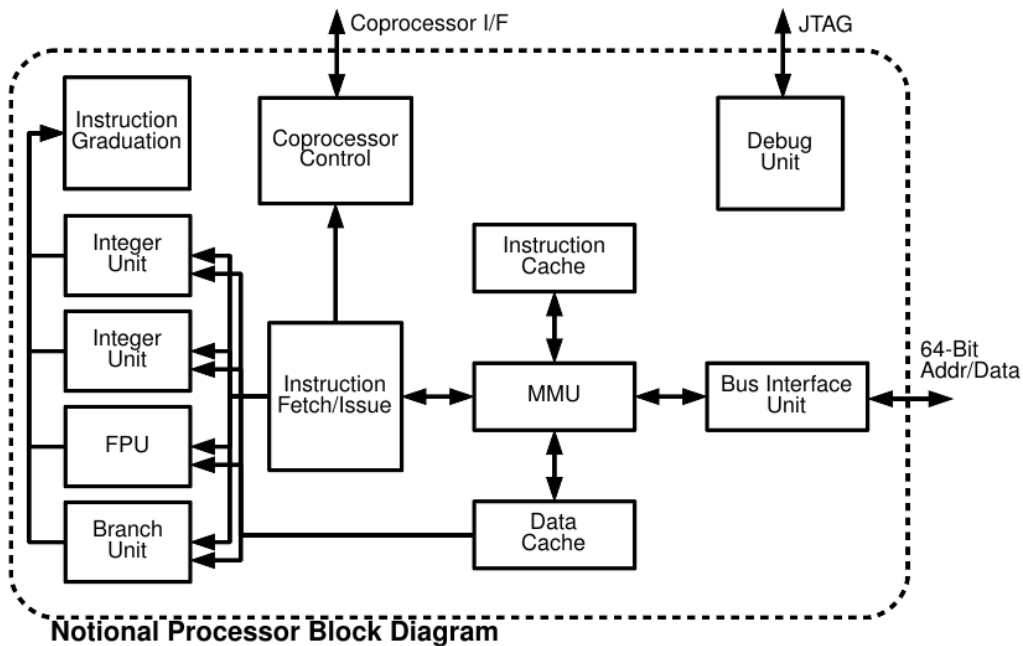 Coprocessor I/F
JTAG
Instruction
Graduation
Coprocessor
Control
Debug
Unit
Integer
Unit
Instruction
Cache
Integer
Unit
Instruction
Fetch/Issue
MMU
Bus Interface
Unit
64-Bit
Addr/Data
FPU
Branch
Unit
Data
Cache
Notional Processor Block Diagram